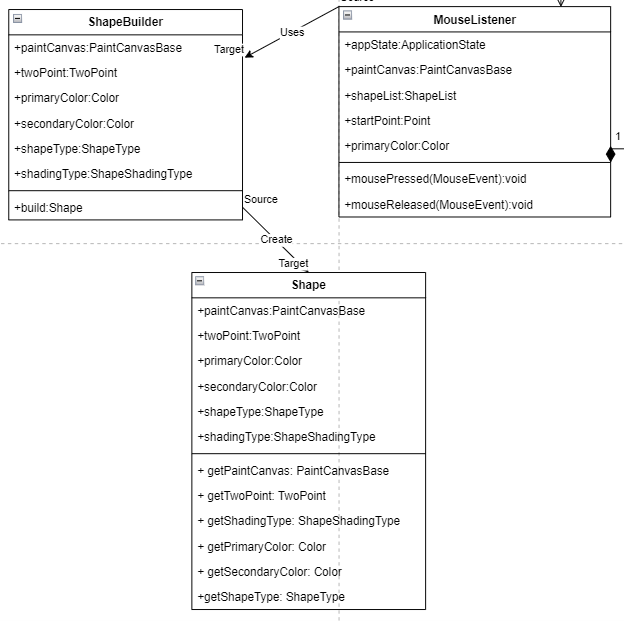 ShapeBuilder
+paintCanvas:PaintCanvasBase
+twoPoint:TwoPoint
+primaryColor:Color
+secondaryColor:Color
+shapeType:ShapeType
+shadingType:ShapeShadingType
+build:Shape
Source
Uses
Target
MouseListener
+appState:ApplicationState
+paintCanvas:PaintCanvasBase
+shapeList:ShapeList
+startPoint:Point
+primaryColor:Color
+mousePressed(MouseEvent):void
+mouseReleased(MouseEvent):void
1
Source
Create
Target
Shape
+paintCanvas:PaintCanvasBase
+twoPoint:TwoPoint
+primaryColor:Color
+secondaryColor:Color
+shapeType:ShapeType
+shadingType:ShapeShadingType
+ getPaintCanvas: PaintCanvasBase
+ getTwoPoint: TwoPoint
+ getShadingType: ShapeShadingType
+ getPrimaryColor: Color
+ getSecondaryColor: Color
+getShapeType: ShapeType